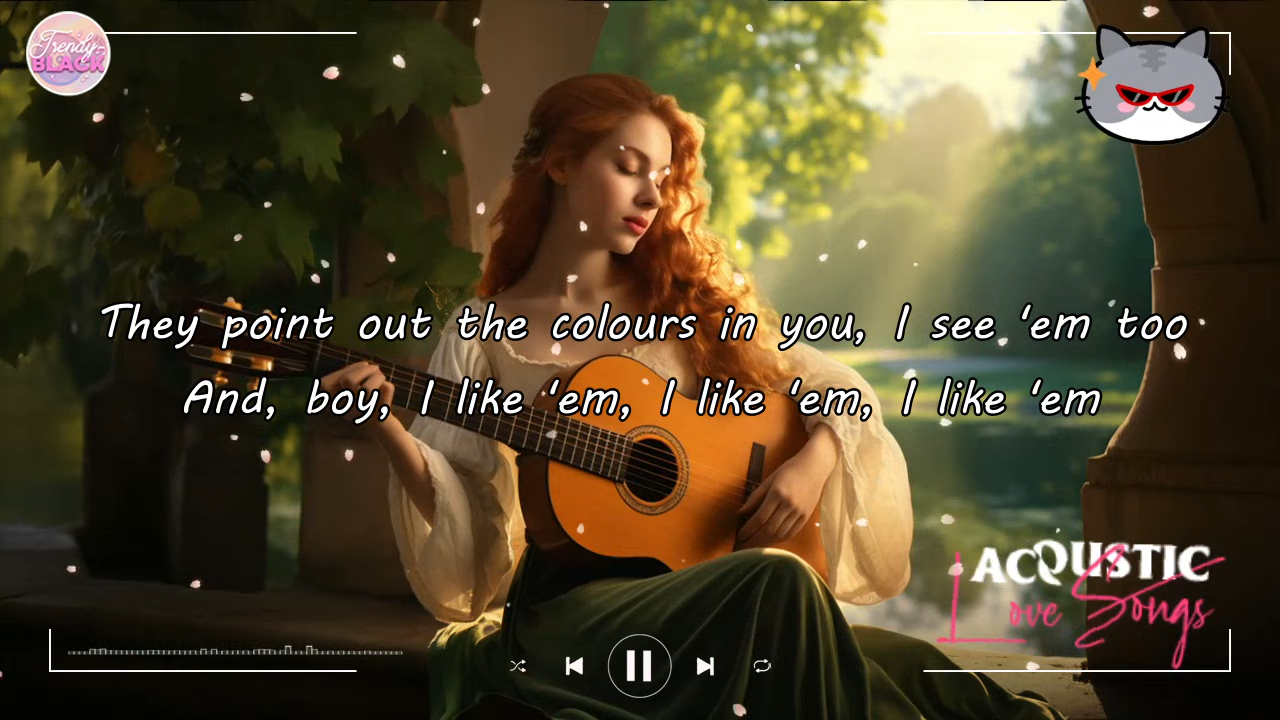 Trendy
BLACK
They point out the colours in you, I see ‘em too
And, boy, I like ‘em, I like ‘em, I like ‘em
ACOUSTIC
Love Songs